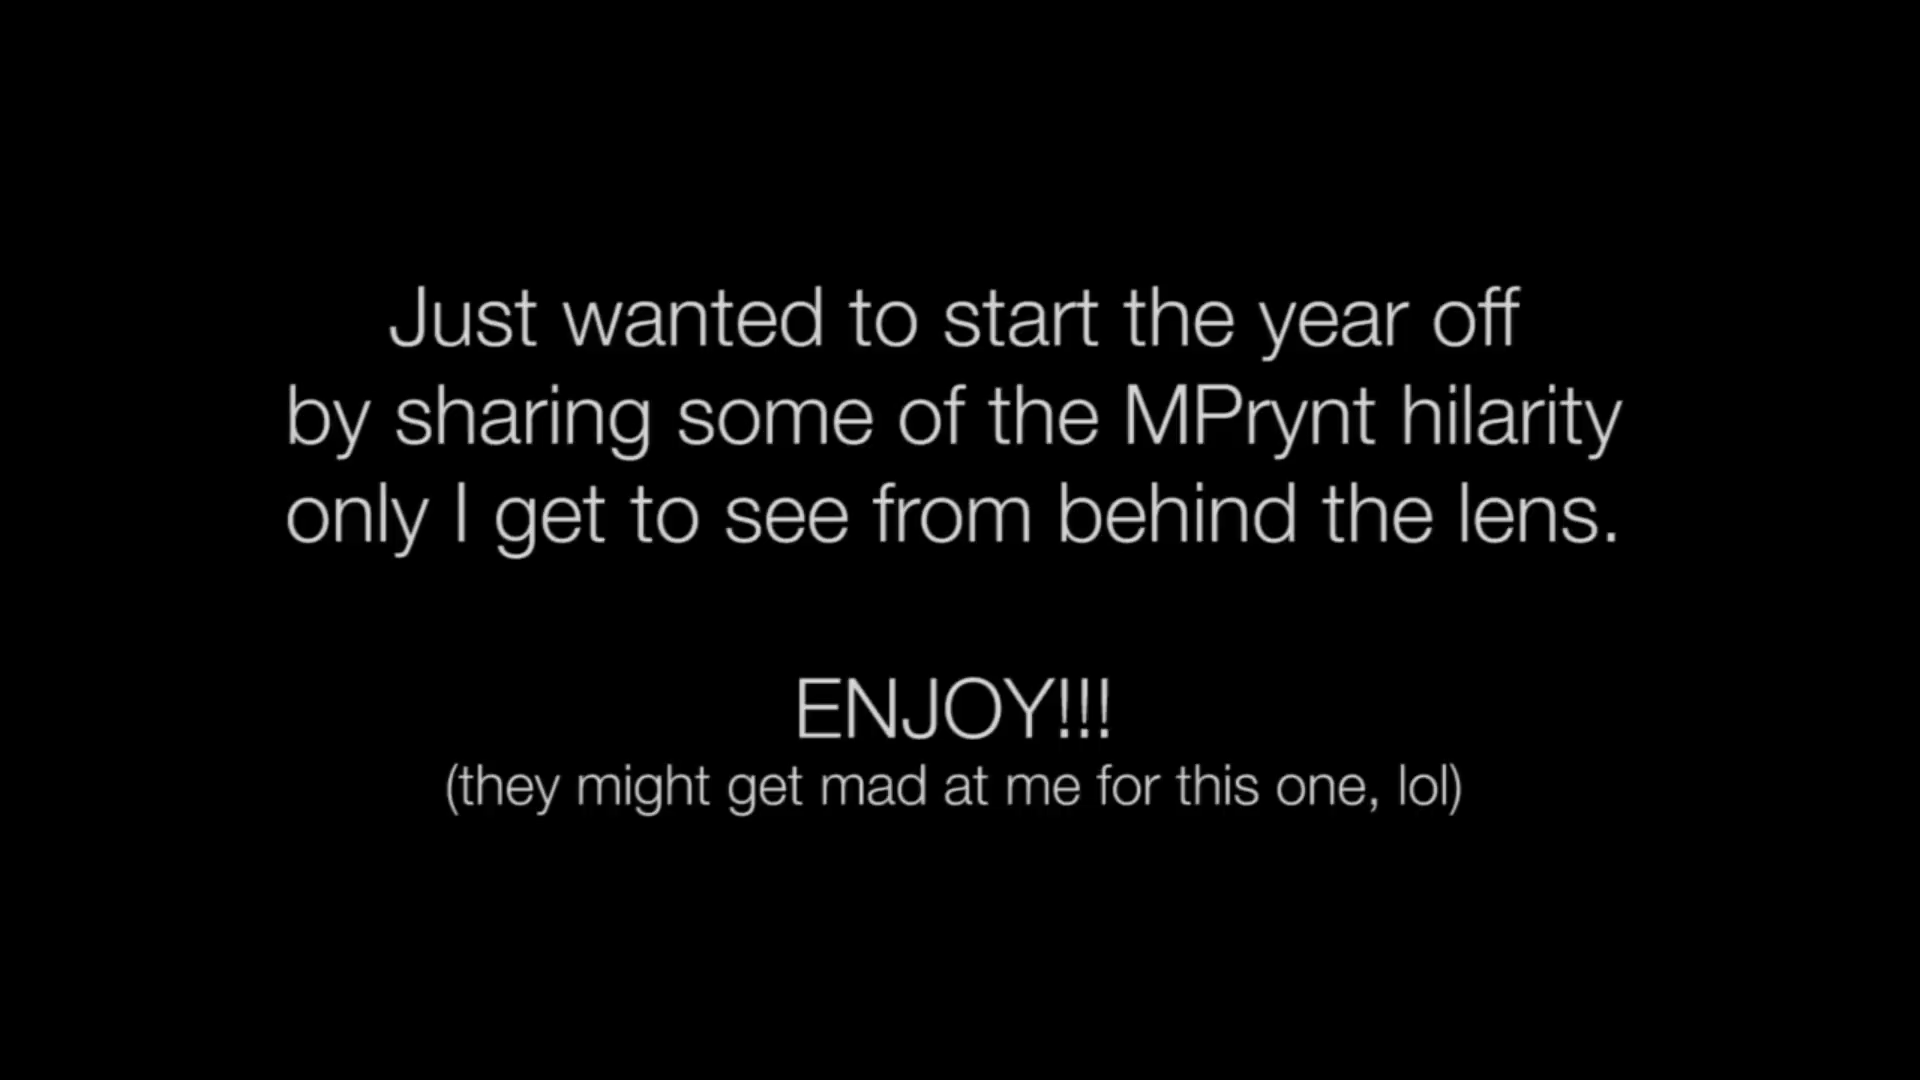 Just wanted to start the year off
by sharing some of the MPrynt hilarity
only I get to see from behind the lens.
ENJOY!!!
(they might get mad at me for this one, lol)